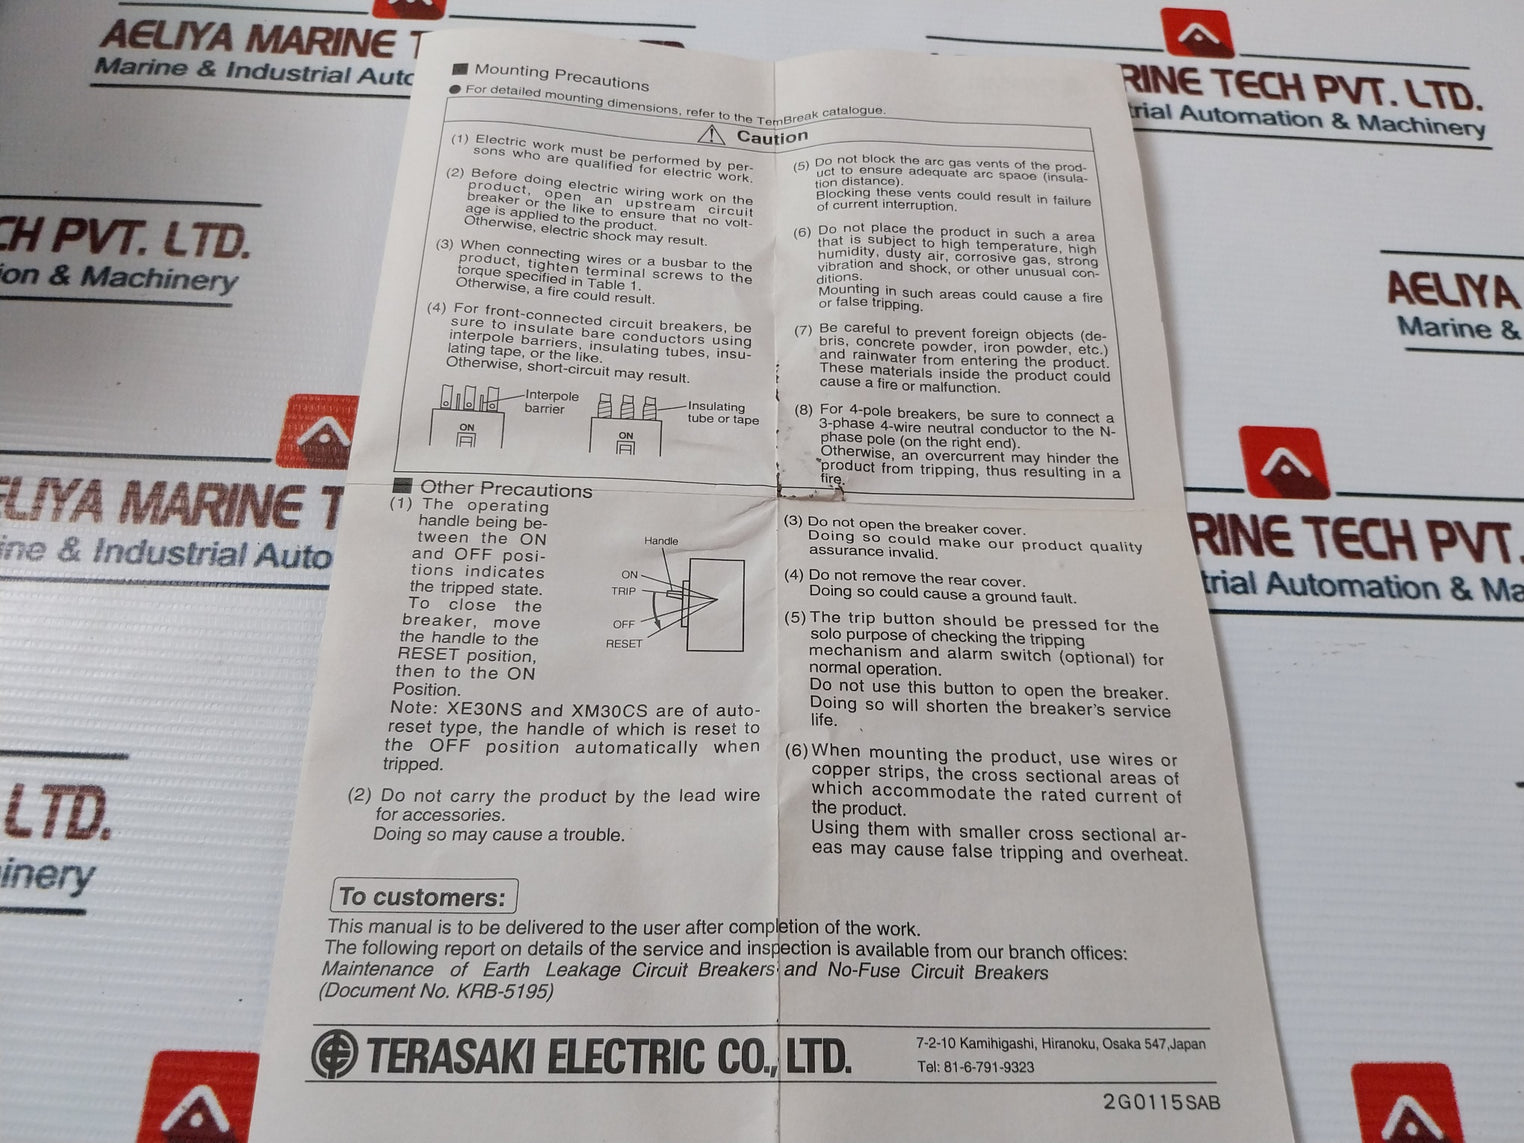 AELIYA MARINE T
Marine & Industrial Auto
RINE TECH PVT. LTD.
trial Automation & Machinery
CH PVT. LTD.
ion & Machinery
AELIYA
Marine &
ELIYA MARINE T
ine & Industrial Auto
RINE TECH PVT.
trial Automation & Ma
LTD.
inery
■ Mounting Precautions
● For detailed mounting dimensions, refer to the TemBreak catalogue.
⚠ Caution
(1) Electric work must be performed by per-
sons who are qualified for electric work.
(2) Before doing electric wiring work on the
product, open an upstream circuit
breaker or the like to ensure that no volt-
age is applied to the product.
Otherwise, electric shock may result.
(3) When connecting wires or a busbar to the
product, tighten terminal screws to the
torque specified in Table 1.
Otherwise, a fire could result.
(4) For front-connected circuit breakers, be
sure to insulate bare conductors using
interpole barriers, insulating tubes, insu-
lating tape, or the like.
Otherwise, short-circuit may result.
Interpole
barrier
ON
Insulating
tube or tape
ON
(5) Do not block the arc gas vents of the prod-
uct to ensure adequate arc space (insula-
tion distance).
Blocking these vents could result in failure
of current interruption.
(6) Do not place the product in such a area
that is subject to high temperature, high
humidity, dusty air, corrosive gas, strong
vibration and shock, or other unusual con-
ditions.
Mounting in such areas could cause a fire
or false tripping.
(7) Be careful to prevent foreign objects (de-
bris, concrete powder, iron powder, etc.)
and rainwater from entering the product.
These materials inside the product could
cause a fire or malfunction.
(8) For 4-pole breakers, be sure to connect a
3-phase 4-wire neutral conductor to the N-
phase pole (on the right end).
Otherwise, an overcurrent may hinder the
product from tripping, thus resulting in a
fire.
■ Other Precautions
(1) The operating
handle being be-
tween the ON
and OFF posi-
tions indicates
the tripped state.
To close the
breaker, move
the handle to the
RESET position,
then to the ON
Position.
Note: XE30NS and XM30CS are of auto-
reset type, the handle of which is reset to
the OFF position automatically when
tripped.
Handle
ON
TRIP
OFF
RESET
(2) Do not carry the product by the lead wire
for accessories.
Doing so may cause a trouble.
(3) Do not open the breaker cover.
Doing so could make our product quality
assurance invalid.
(4) Do not remove the rear cover.
Doing so could cause a ground fault.
(5) The trip button should be pressed for the
solo purpose of checking the tripping
mechanism and alarm switch (optional) for
normal operation.
Do not use this button to open the breaker.
Doing so will shorten the breaker's service
life.
(6) When mounting the product, use wires or
copper strips, the cross sectional areas of
which accommodate the rated current of
the product.
Using them with smaller cross sectional ar-
eas may cause false tripping and overheat.
To customers:
This manual is to be delivered to the user after completion of the work.
The following report on details of the service and inspection is available from our branch offices:
Maintenance of Earth Leakage Circuit Breakers and No-Fuse Circuit Breakers
(Document No. KRB-5195)
TERASAKI ELECTRIC CO., LTD.
7-2-10 Kamihigashi, Hiranoku, Osaka 547,Japan
Tel: 81-6-791-9323
2G0115SAB